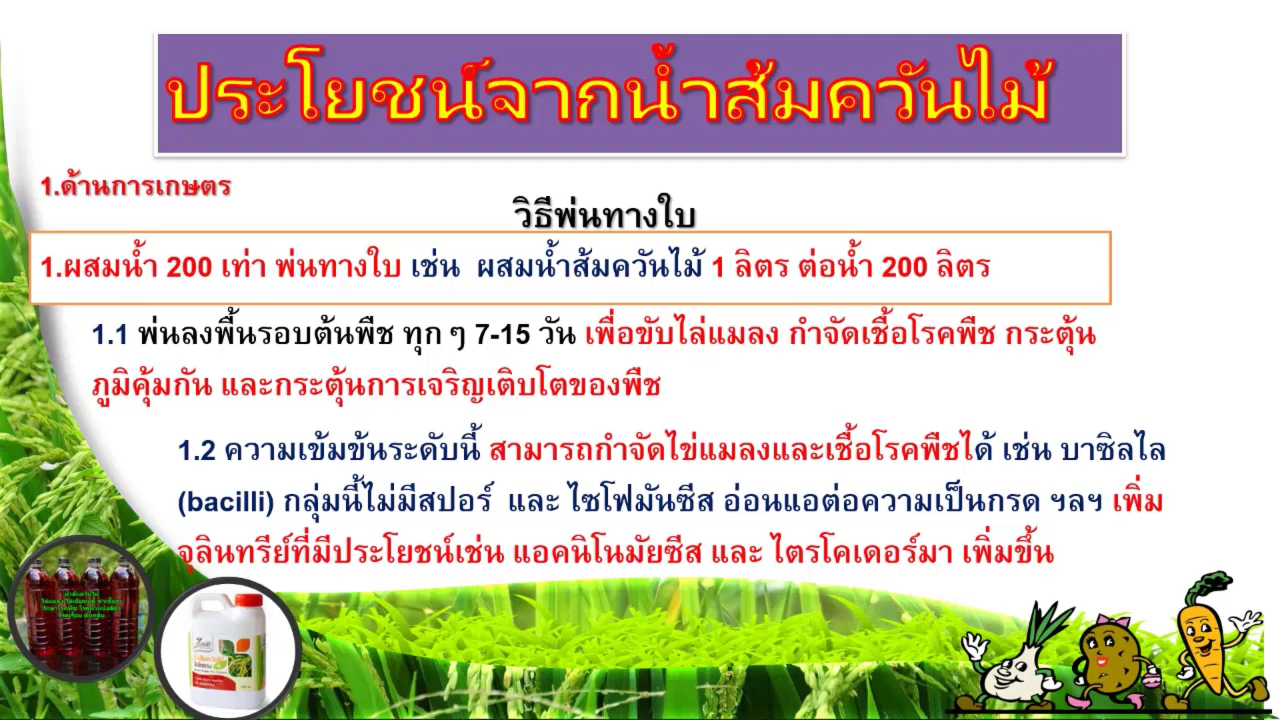 ประโยชน์จากน้ำส้มควันไม้
1.ด้านการเกษตร
วิธีพ่นทางใบ
1.ผสมน้ำ 200 เท่า พ่นทางใบ เช่น ผสมน้ำส้มควันไม้ 1 ลิตร ต่อน้ำ 200 ลิตร
1.1 พ่นลงพื้นรอบต้นพืช ทุก ๆ 7-15 วัน เพื่อขับไล่แมลง กำจัดเชื้อโรคพืช กระตุ้น
ภูมิคุ้มกัน และกระตุ้นการเจริญเติบโตของพืช
1.2 ความเข้มข้นระดับนี้ สามารถกำจัดไข่แมลงและเชื้อโรคพืชได้ เช่น บาซิลไล
(bacilli) กลุ่มนี้ไม่มีสปอร์ และ ไซโฟมันซีส อ่อนแอต่อความเป็นกรด ฯลฯ เพิ่ม
จุลินทรีย์ที่มีประโยชน์เช่น แอคนิโนมัยซีส และ ไตรโคเดอร์มา เพิ่มขึ้น